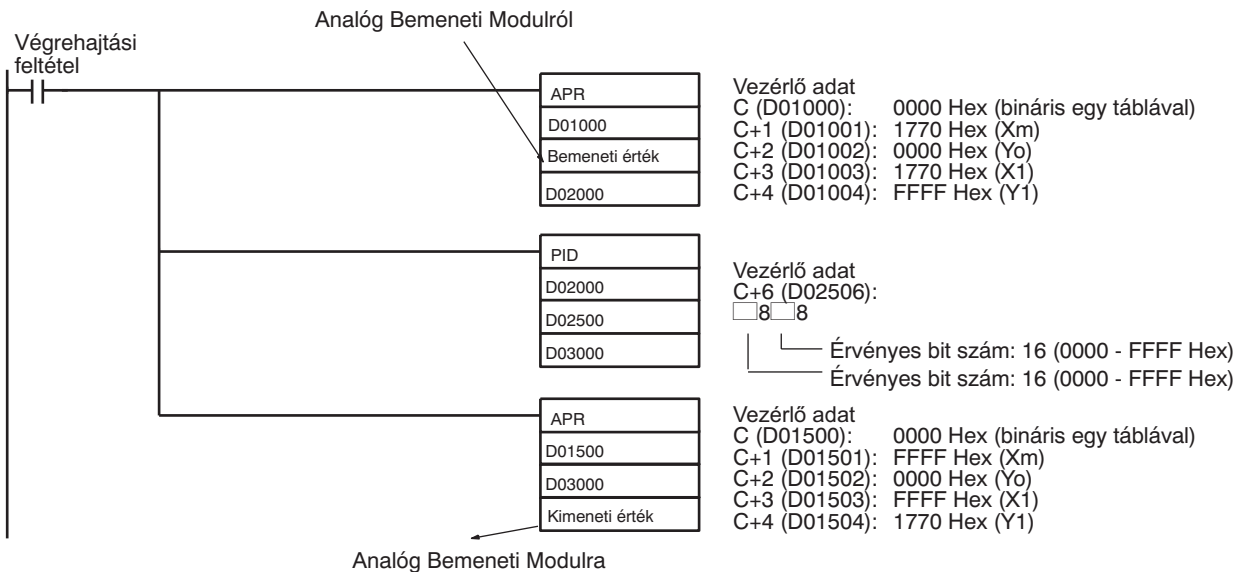 Analóg Bemeneti Modulról
Végrehajtási
feltétel
APR
D01000
Bemeneti érték
D02000
Vezérlő adat
C (D01000): 0000 Hex (bináris egy táblával)
C+1 (D01001): 1770 Hex (Xm)
C+2 (D01002): 0000 Hex (Yo)
C+3 (D01003): 1770 Hex (X1)
C+4 (D01004): FFFF Hex (Y1)
PID
D02000
D02500
D03000
Vezérlő adat
C+6 (D02506):
□8□8
Érvényes bit szám: 16 (0000 - FFFF Hex)
Érvényes bit szám: 16 (0000 - FFFF Hex)
APR
D01500
D03000
Kimeneti érték
Vezérlő adat
C (D01500): 0000 Hex (bináris egy táblával)
C+1 (D01501): FFFF Hex (Xm)
C+2 (D01502): 0000 Hex (Yo)
C+3 (D01503): FFFF Hex (X1)
C+4 (D01504): 1770 Hex (Y1)
Analóg Bemeneti Modulra